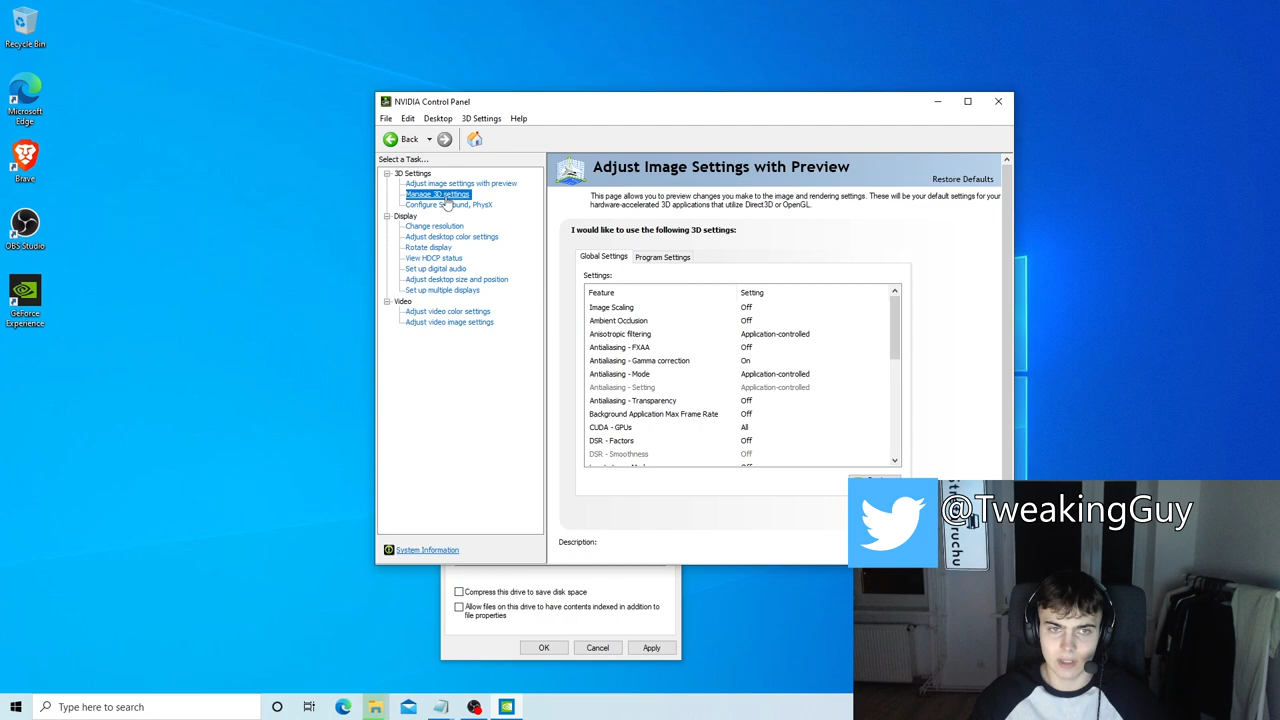 Recycle Bin
Microsoft
Edge
Brave
OBS Studio
GeForce
Experience
NVIDIA Control Panel
File Edit Desktop 3D Settings Help
Back
Select a Task...
3D Settings
Adjust image settings with preview
Manage 3D settings
Configure Surround, PhysX
Display
Change resolution
Adjust desktop color settings
Rotate display
View HDCP status
Set up digital audio
Adjust desktop size and position
Set up multiple displays
Video
Adjust video color settings
Adjust video image settings
System Information
Adjust Image Settings with Preview
Restore Defaults
This page allows you to preview changes you make to the image and rendering settings. These will be your default settings for your
hardware-accelerated 3D applications that utilize Direct3D or OpenGL.
I would like to use the following 3D settings:
Global Settings Program Settings
Settings:
Feature Setting
Image Scaling Off
Ambient Occlusion Off
Anisotropic filtering Application-controlled
Antialiasing - FXAA Off
Antialiasing - Gamma correction On
Antialiasing - Mode Application-controlled
Antialiasing - Setting Application-controlled
Antialiasing - Transparency Off
Background Application Max Frame Rate Off
CUDA - GPUs All
DSR - Factors Off
DSR - Smoothness Off
Description:
@TweakingGuy
Compress this drive to save disk space
Allow files on this drive to have contents indexed in addition to
file properties
OK Cancel Apply
Type here to search